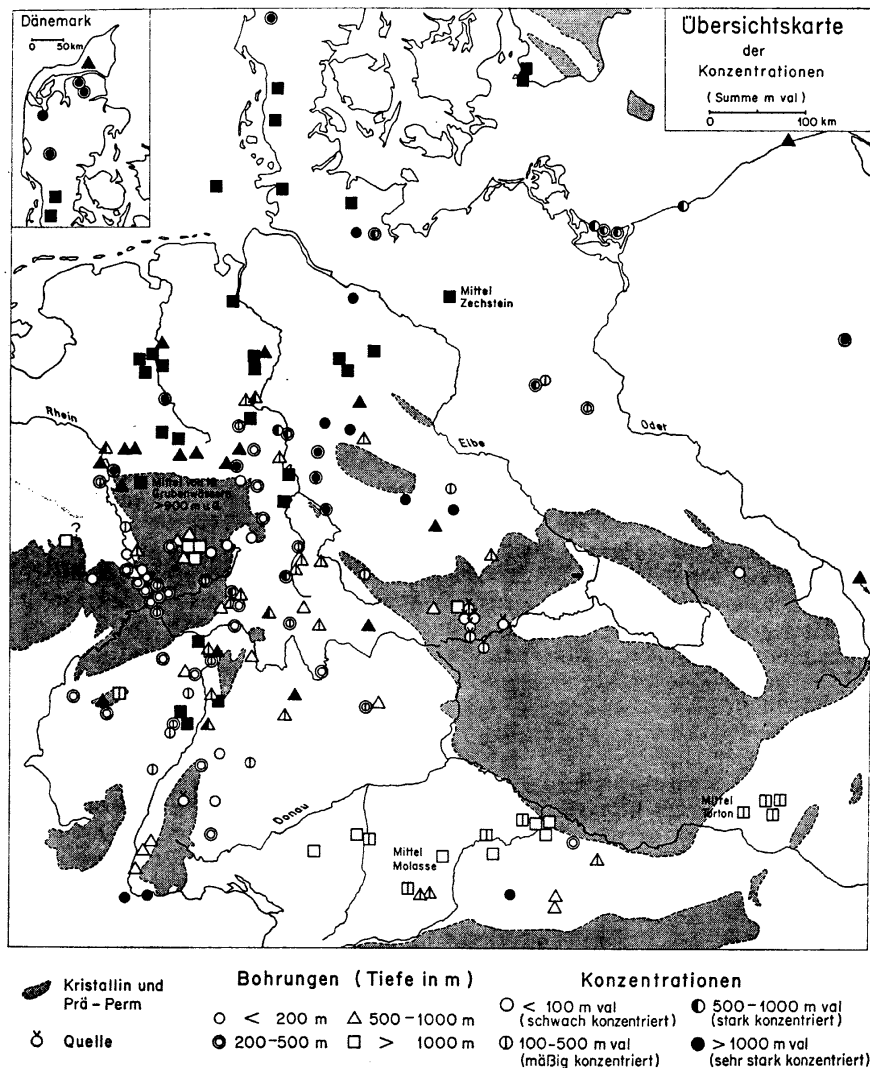 Dänemark
0 50km
Übersichtskarte
der
Konzentrationen
(Summe m val)
0 100 km
Mittel
Zechstein
Rhein
Elbe
Oder
Grubenwässern
>900 m u.G.
?
Donau
Mittel
Molasse
Mittel
Torton
Kristallin und
Prä-Perm
Quelle
Bohrungen (Tiefe in m)
< 200 m
200-500 m
500-1000 m
> 1000 m
Konzentrationen
< 100 m val
(schwach konzentriert)
100-500 m val
(mäßig konzentriert)
500-1000 m val
(stark konzentriert)
> 1000 m val
(sehr stark konzentriert)